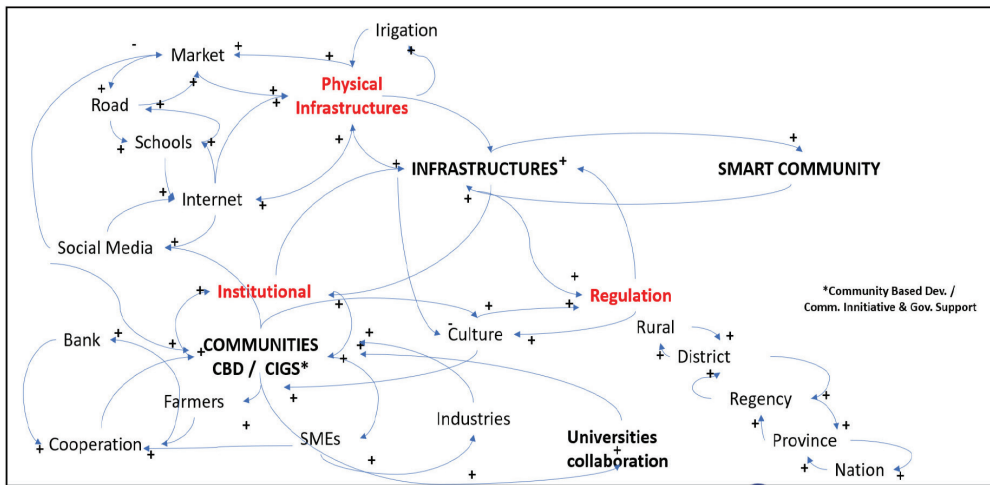 Irrigation
- Market +
+
Physical
Infrastructures
+
+ Road + + +
+
+ Schools +
+
+
INFRASTRUCTURES +
+
SMART COMMUNITY
+ Internet +
+
Social Media +
Institutional
+
+
+
+
Regulation
*Community Based Dev. /
Comm. Innitiative & Gov. Support
Bank +
+ +
COMMUNITIES
CBD / CIGS*
+
+
- Culture +
Rural +
District
+
Farmers +
+
Regency +
+
+ Cooperation +
SMEs +
Industries
+
+
Universities
+
collaboration
+
Province
+
Nation +